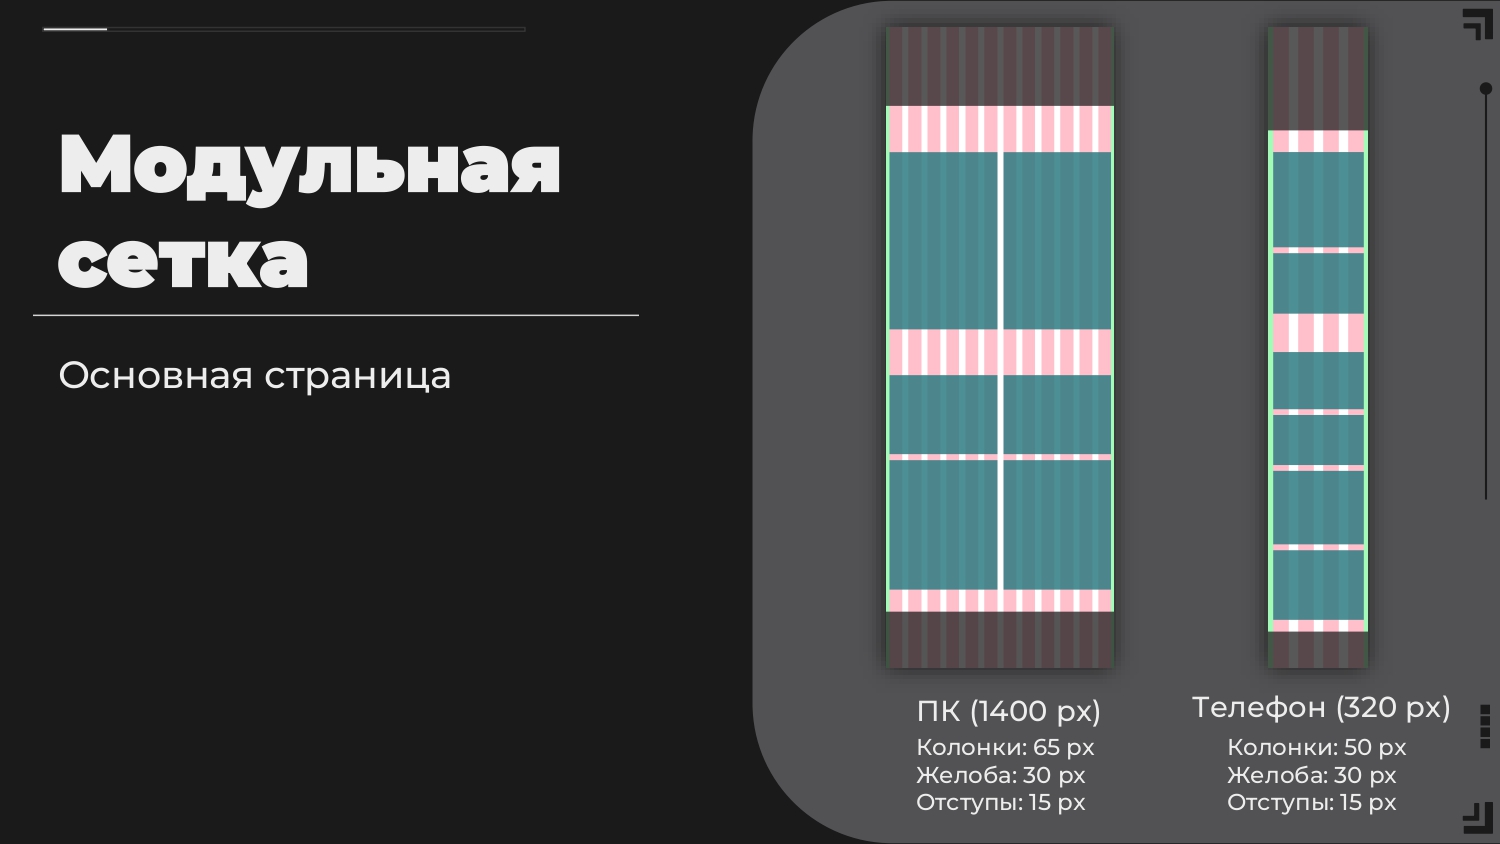 Модульная
сетка
Основная страница
ПК (1400 px)
Колонки: 65 px
Желоба: 30 px
Отступы: 15 px
Телефон (320 px)
Колонки: 50 px
Желоба: 30 px
Отступы: 15 px